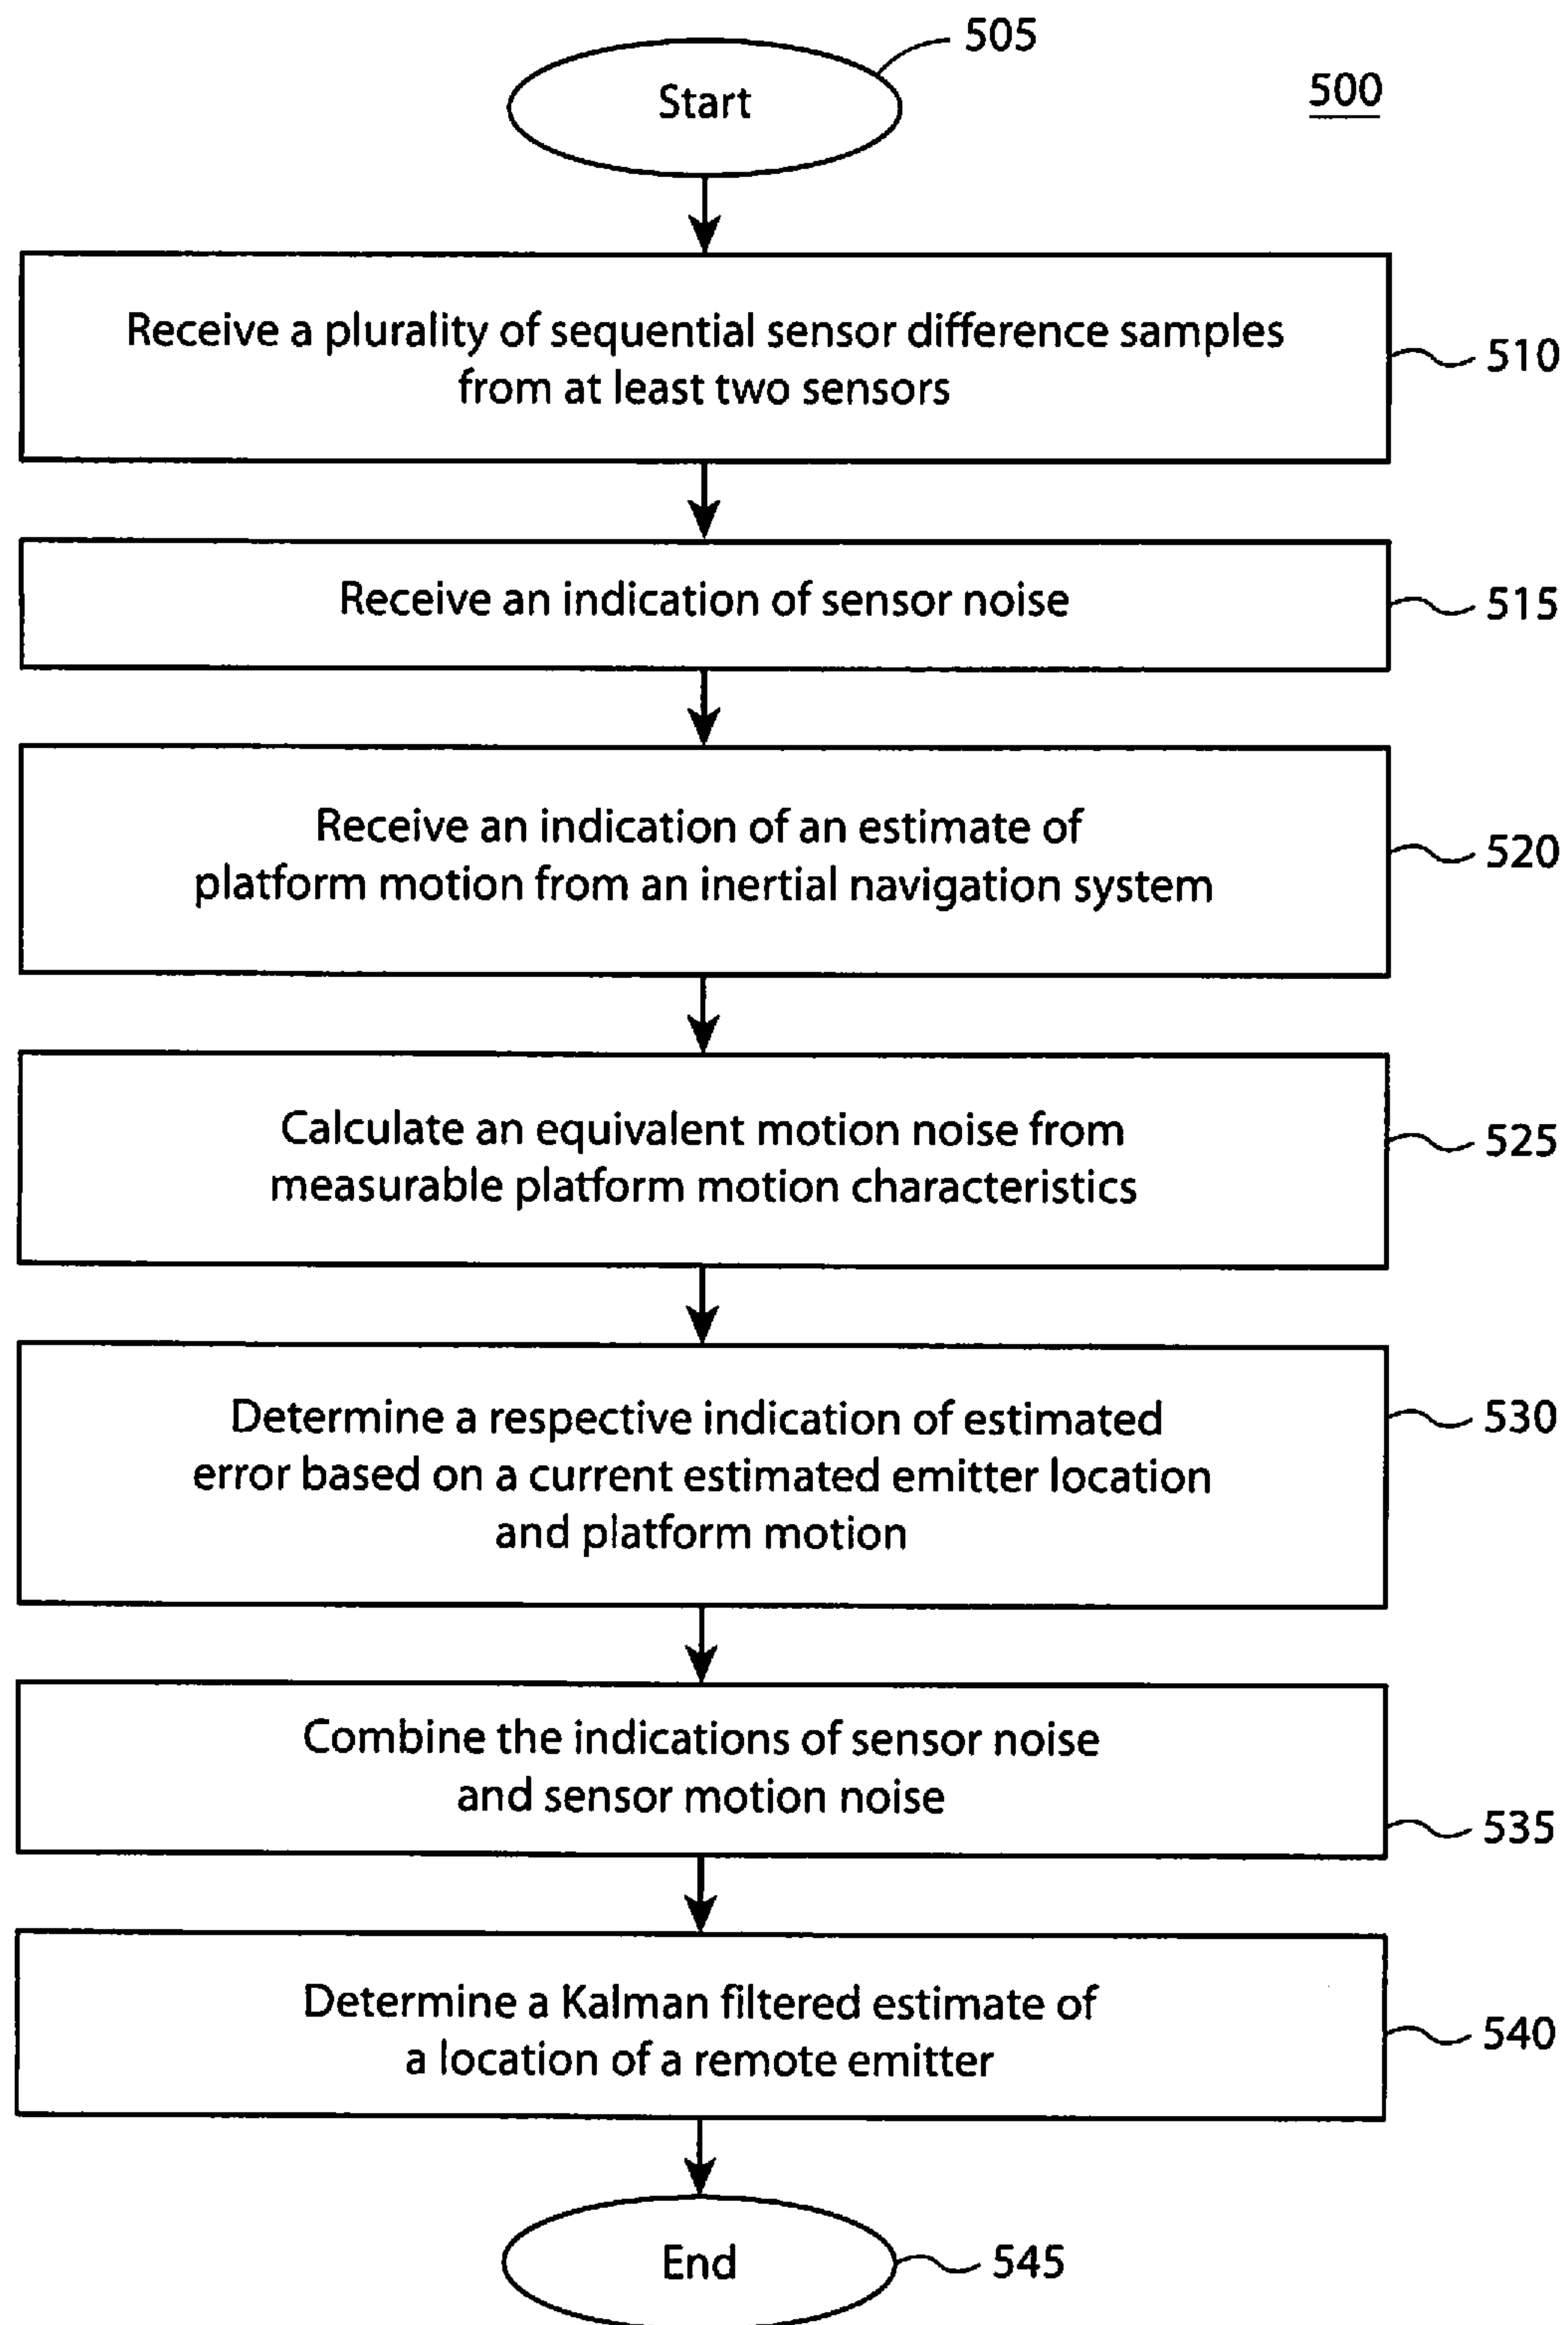 505
Start
500
Receive a plurality of sequential sensor difference samples
from at least two sensors
510
Receive an indication of sensor noise
515
Receive an indication of an estimate of
platform motion from an inertial navigation system
520
Calculate an equivalent motion noise from
measurable platform motion characteristics
525
Determine a respective indication of estimated
error based on a current estimated emitter location
and platform motion
530
Combine the indications of sensor noise
and sensor motion noise
535
Determine a Kalman filtered estimate of
a location of a remote emitter
540
End
545